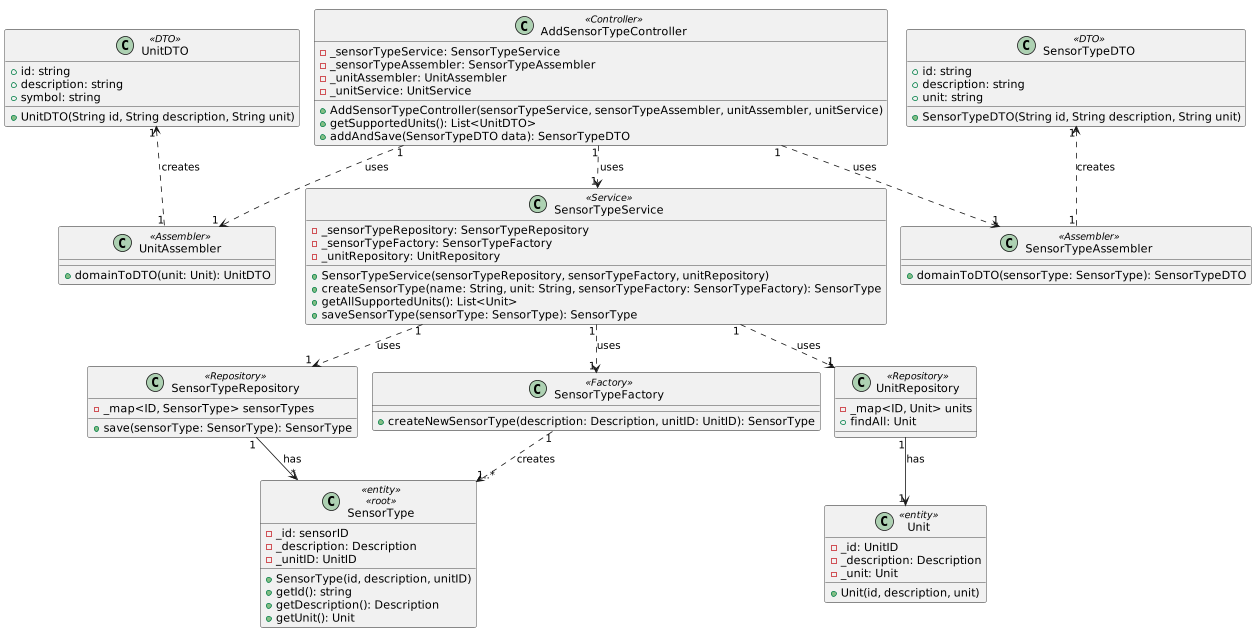 «DTO»
UnitDTO
id: string
description: string
symbol: string
UnitDTO(String id, String description, String unit)
«Controller»
AddSensorTypeController
_sensorTypeService: SensorTypeService
_sensorTypeAssembler: SensorTypeAssembler
_unitAssembler: UnitAssembler
_unitService: UnitService
AddSensorTypeController(sensorTypeService, sensorTypeAssembler, unitAssembler, unitService)
getSupportedUnits(): List<UnitDTO>
addAndSave(SensorTypeDTO data): SensorTypeDTO
«DTO»
SensorTypeDTO
id: string
description: string
unit: string
SensorTypeDTO(String id, String description, String unit)
1
creates
1
1
uses
1
1
uses
1
1
uses
1
1
creates
1
«Assembler»
UnitAssembler
domainToDTO(unit: Unit): UnitDTO
«Service»
SensorTypeService
_sensorTypeRepository: SensorTypeRepository
_sensorTypeFactory: SensorTypeFactory
_unitRepository: UnitRepository
SensorTypeService(sensorTypeRepository, sensorTypeFactory, unitRepository)
createSensorType(name: String, unit: String, sensorTypeFactory: SensorTypeFactory): SensorType
getAllSupportedUnits(): List<Unit>
saveSensorType(sensorType: SensorType): SensorType
«Assembler»
SensorTypeAssembler
domainToDTO(sensorType: SensorType): SensorTypeDTO
1
uses
1
1
uses
1
1
uses
1
«Repository»
SensorTypeRepository
_map<ID, SensorType> sensorTypes
save(sensorType: SensorType): SensorType
«Factory»
SensorTypeFactory
createNewSensorType(description: Description, unitID: UnitID): SensorType
«Repository»
UnitRepository
_map<ID, Unit> units
findAll: Unit
1
has
1
creates
1..*
1
has
1
«entity»
«root»
SensorType
_id: sensorID
_description: Description
_unitID: UnitID
SensorType(id, description, unitID)
getId(): string
getDescription(): Description
getUnit(): Unit
«entity»
Unit
_id: UnitID
_description: Description
_unit: Unit
Unit(id, description, unit)